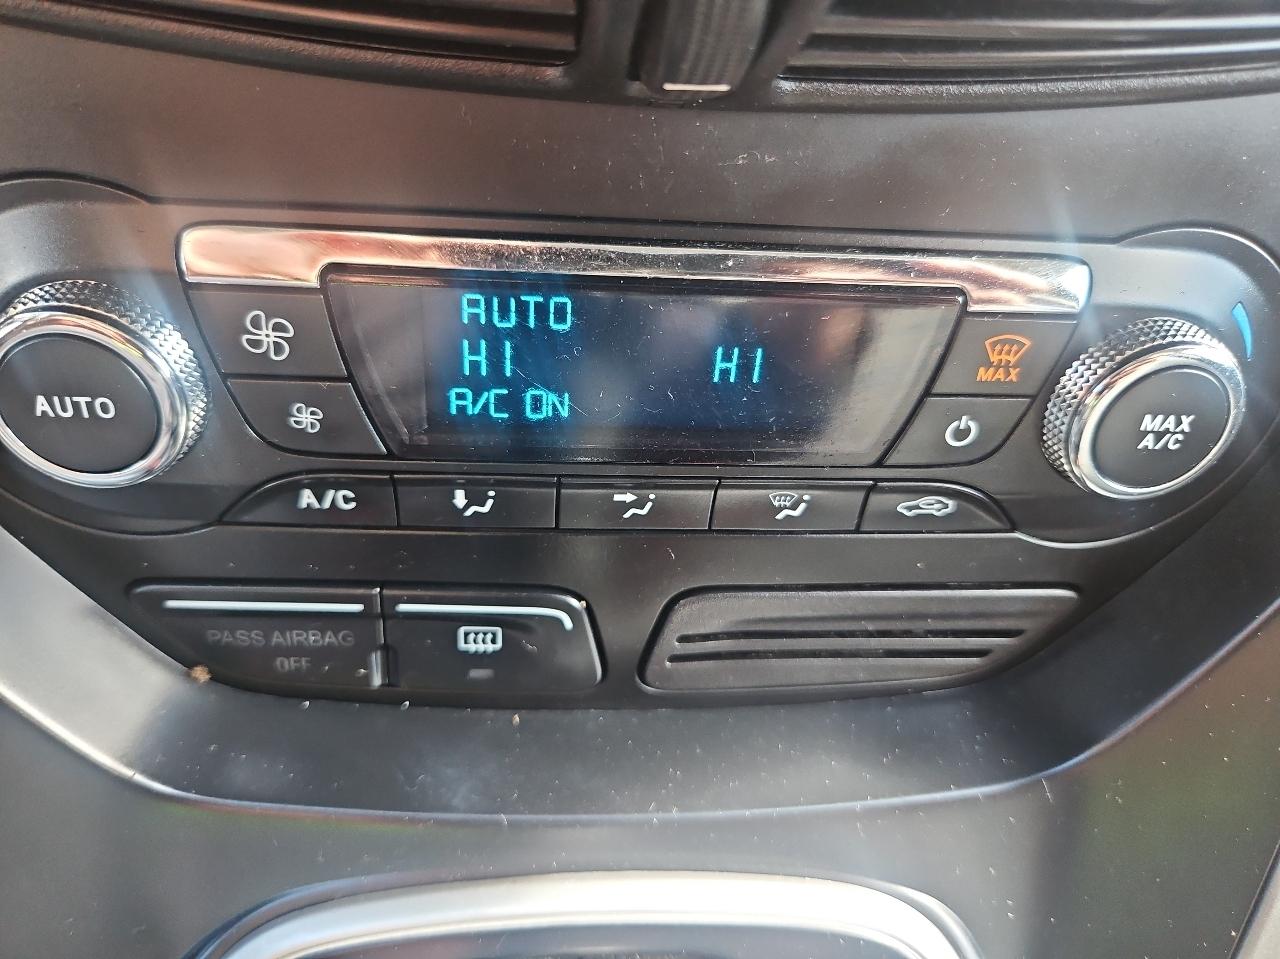 AUTO
HI HI
A/C ON
MAX
AUTO
MAX
A/C
A/C
PASS AIRBAG
OFF